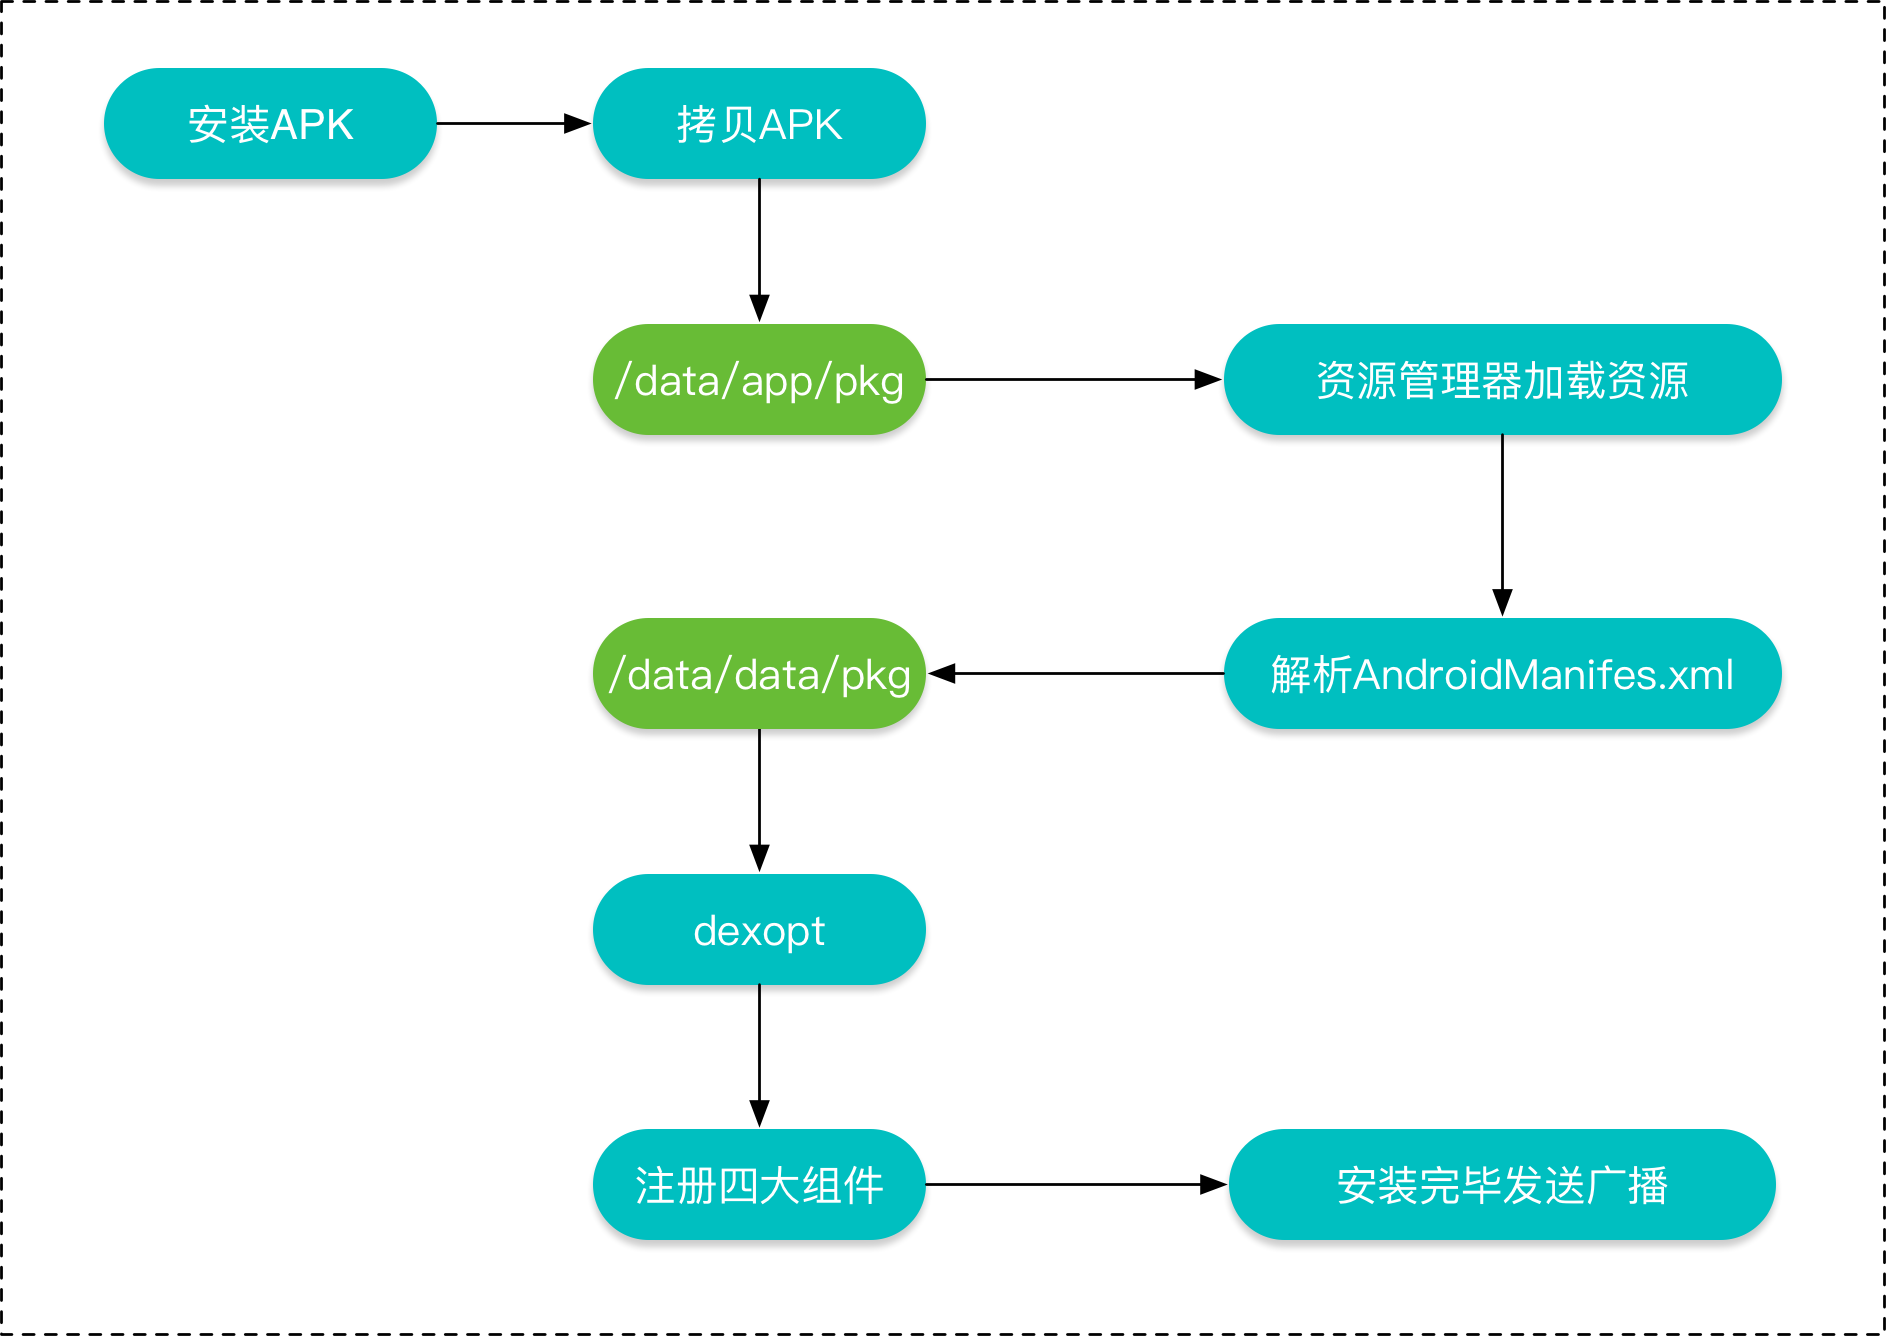 安装APK
拷贝APK
/data/app/pkg
资源管理器加载资源
/data/data/pkg
解析AndroidManifes.xml
dexopt
注册四大组件
安装完毕发送广播